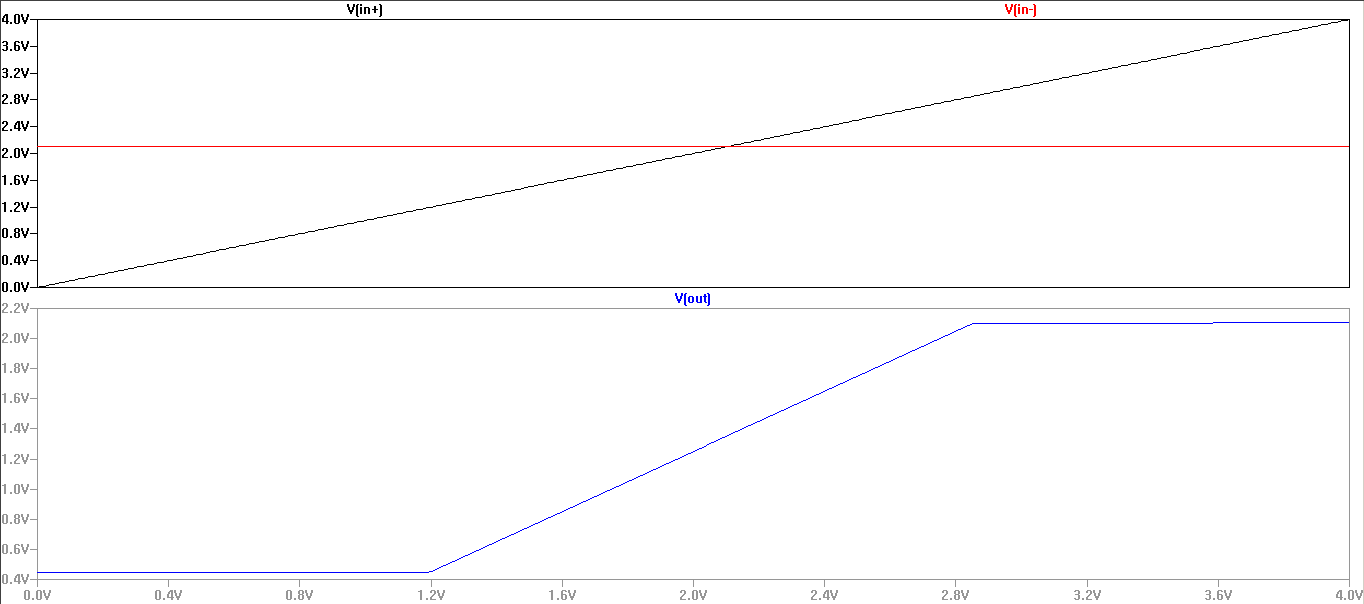 V(in+) V(in-)
4.0V
3.6V
3.2V
2.8V
2.4V
2.0V
1.6V
1.2V
0.8V
0.4V
0.0V
V(out)
2.2V
2.0V
1.8V
1.6V
1.4V
1.2V
1.0V
0.8V
0.6V
0.4V
0.0V 0.4V 0.8V 1.2V 1.6V 2.0V 2.4V 2.8V 3.2V 3.6V 4.0V